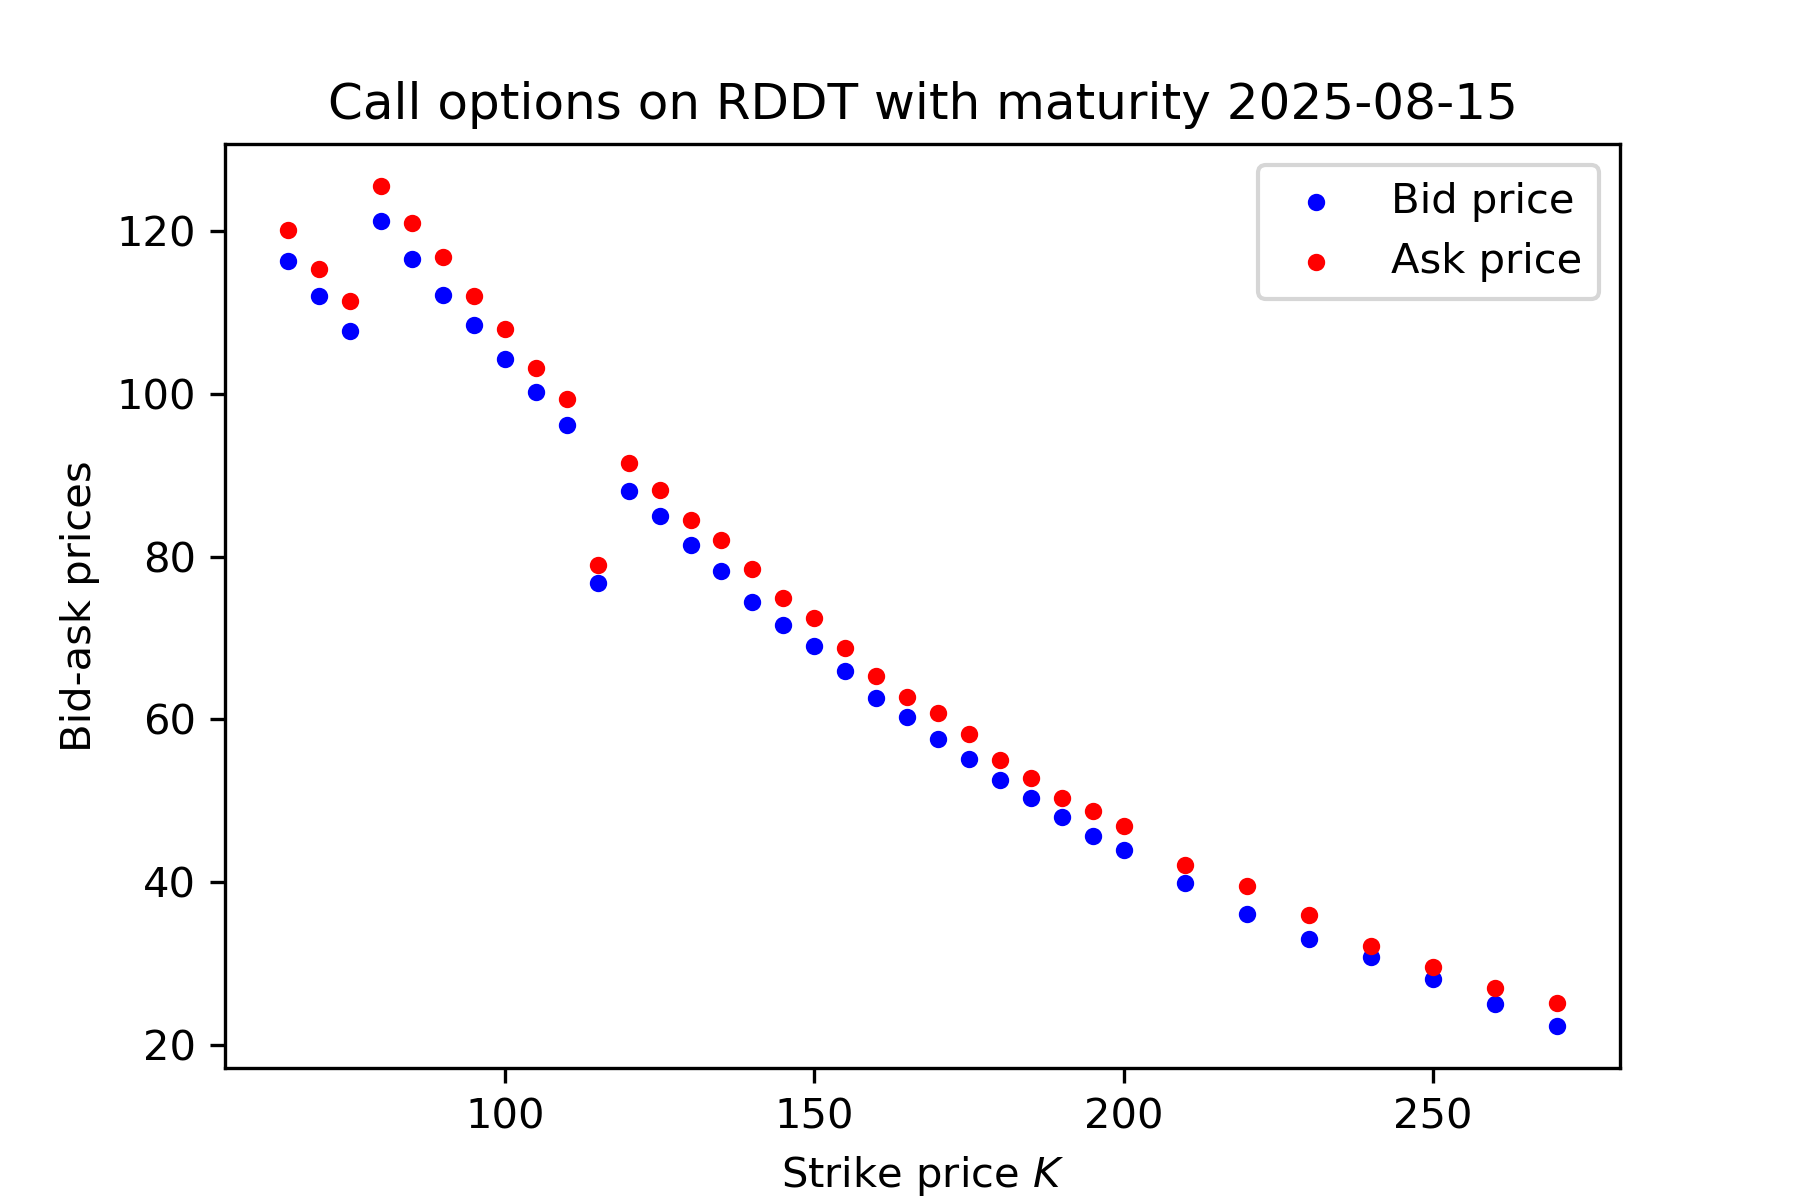 Call options on RDDT with maturity 2025-08-15
Bid price
Ask price
120
100
80
60
40
20
Bid-ask prices
100 150 200 250
Strike price K